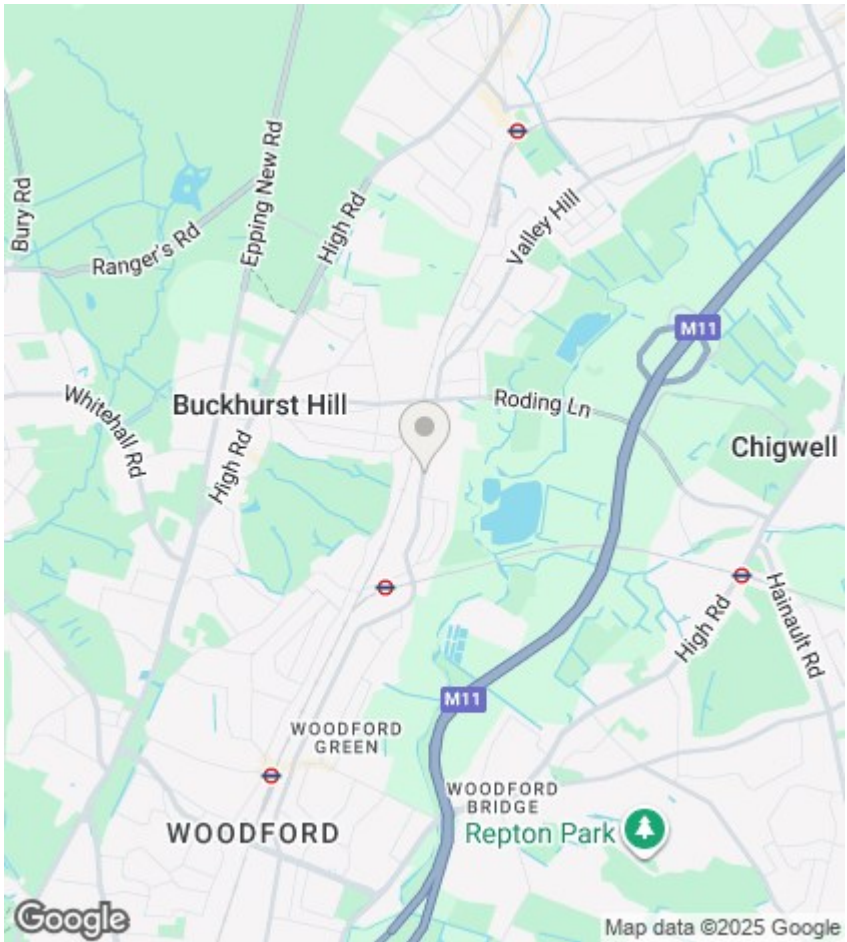 Bury Rd
Ranger's Rd
Epping New Rd
High Rd
Valley Hill
M11
Whitehall Rd
Buckhurst Hill
High Rd
Roding Ln
Chigwell
High Rd
Hainault Rd
M11
WOODFORD
GREEN
WOODFORD
WOODFORD
BRIDGE
Repton Park
Google
Map data ©2025 Google